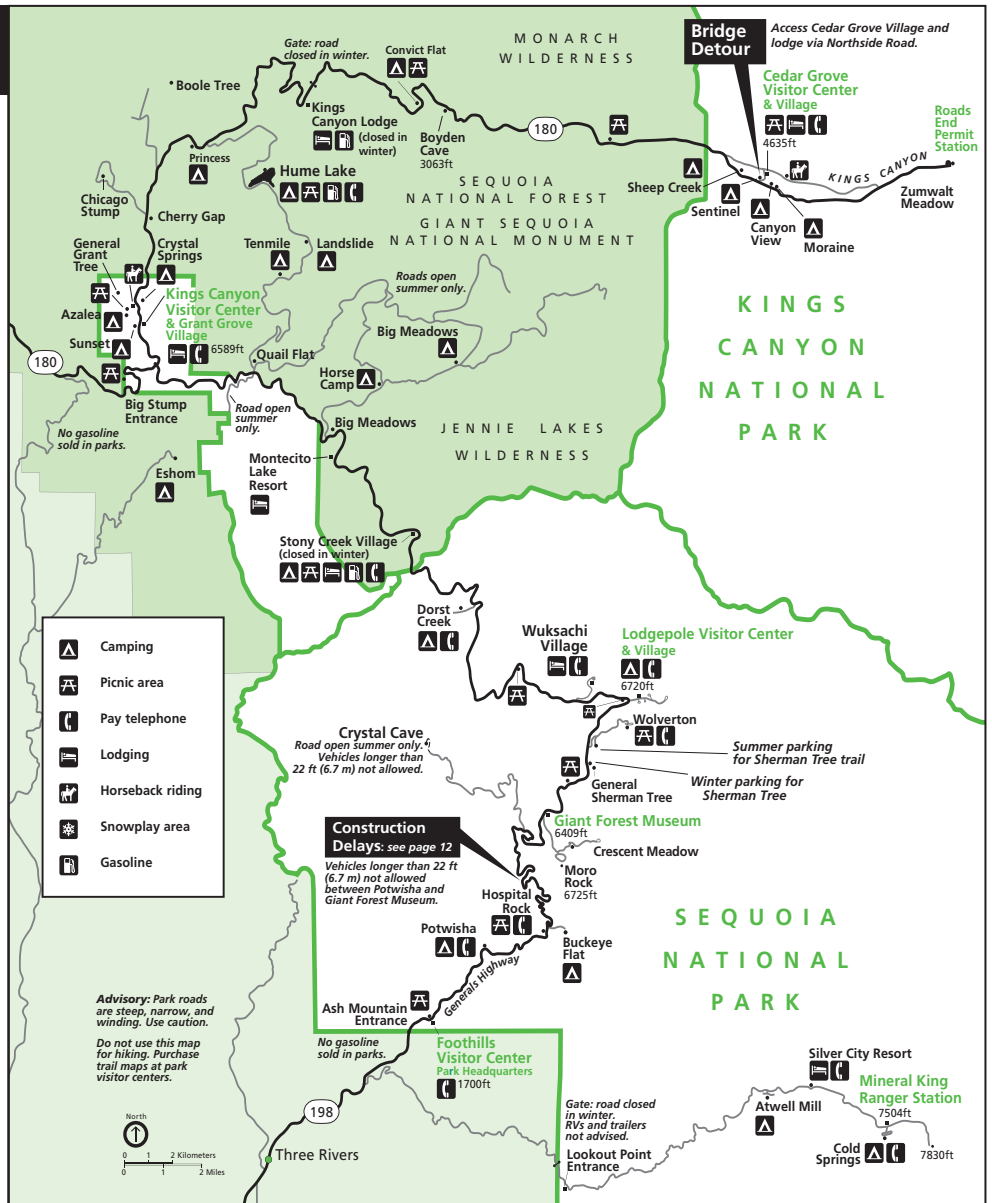 Gate: road
closed in winter.
Convict Flat
MONARCH
WILDERNESS
Bridge
Detour
Access Cedar Grove Village and
lodge via Northside Road.
Boole Tree
Kings
Canyon Lodge
(closed in
winter)
Boyden
Cave
3063ft
180
Cedar Grove
Visitor Center
& Village
4635ft
Roads
End
Permit
Station
Princess
Hume Lake
SEQUOIA
NATIONAL FOREST
GIANT SEQUOIA
NATIONAL MONUMENT
Sheep Creek
Sentinel
Canyon
View
Moraine
KINGS CANYON
Zumwalt
Meadow
Chicago
Stump
Cherry Gap
General
Grant
Tree
Crystal
Springs
Tenmile
Landslide
Roads open
summer only.
Azalea
Sunset
Kings Canyon
Visitor Center
& Grant Grove
Village
6589ft
Big Meadows
KINGS
CANYON
NATIONAL
PARK
180
Quail Flat
Horse
Camp
Big Stump
Entrance
Road open
summer
only.
Big Meadows
JENNIE LAKES
WILDERNESS
No gasoline
sold in parks.
Eshom
Montecito
Lake
Resort
Stony Creek Village
(closed in winter)
Camping
Picnic area
Pay telephone
Lodging
Horseback riding
Snowplay area
Gasoline
Dorst
Creek
Wuksachi
Village
Lodgepole Visitor Center
& Village
6720ft
Wolverton
Crystal Cave
Road open summer only.
Vehicles longer than
22 ft (6.7 m) not allowed.
Summer parking
for Sherman Tree trail
Winter parking for
Sherman Tree
General
Sherman Tree
Giant Forest Museum
6409ft
Crescent Meadow
Moro
Rock
6725ft
Construction
Delays: see page 12
Vehicles longer than 22 ft
(6.7 m) not allowed
between Potwisha and
Giant Forest Museum.
Hospital
Rock
Potwisha
Buckeye
Flat
SEQUOIA
NATIONAL
PARK
Generals Highway
Ash Mountain
Entrance
Advisory: Park roads
are steep, narrow, and
winding. Use caution.
Do not use this map
for hiking. Purchase
trail maps at park
visitor centers.
No gasoline
sold in parks.
Foothills
Visitor Center
Park Headquarters
1700ft
198
Three Rivers
North
0 1 2 Kilometers
0 1 2 Miles
Gate: road closed
in winter.
RVs and trailers
not advised.
Lookout Point
Entrance
Silver City Resort
Mineral King
Ranger Station
7504ft
Atwell Mill
Cold
Springs
7830ft